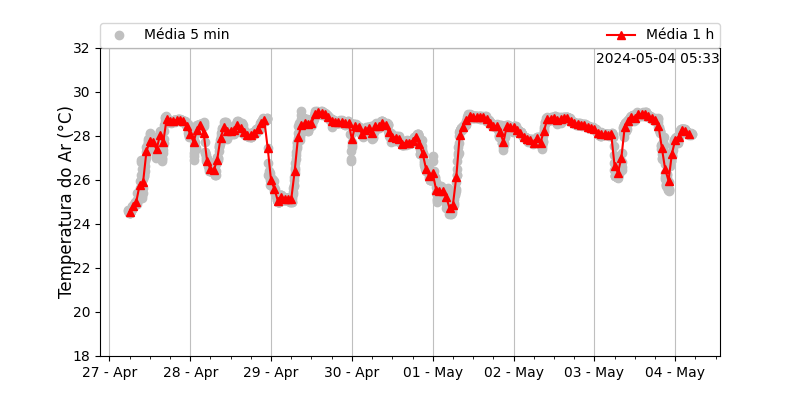 Média 5 min
Média 1 h
2024-05-04 05:33
Temperatura do Ar (°C)
32
30
28
26
24
22
20
18
27 - Apr
28 - Apr
29 - Apr
30 - Apr
01 - May
02 - May
03 - May
04 - May